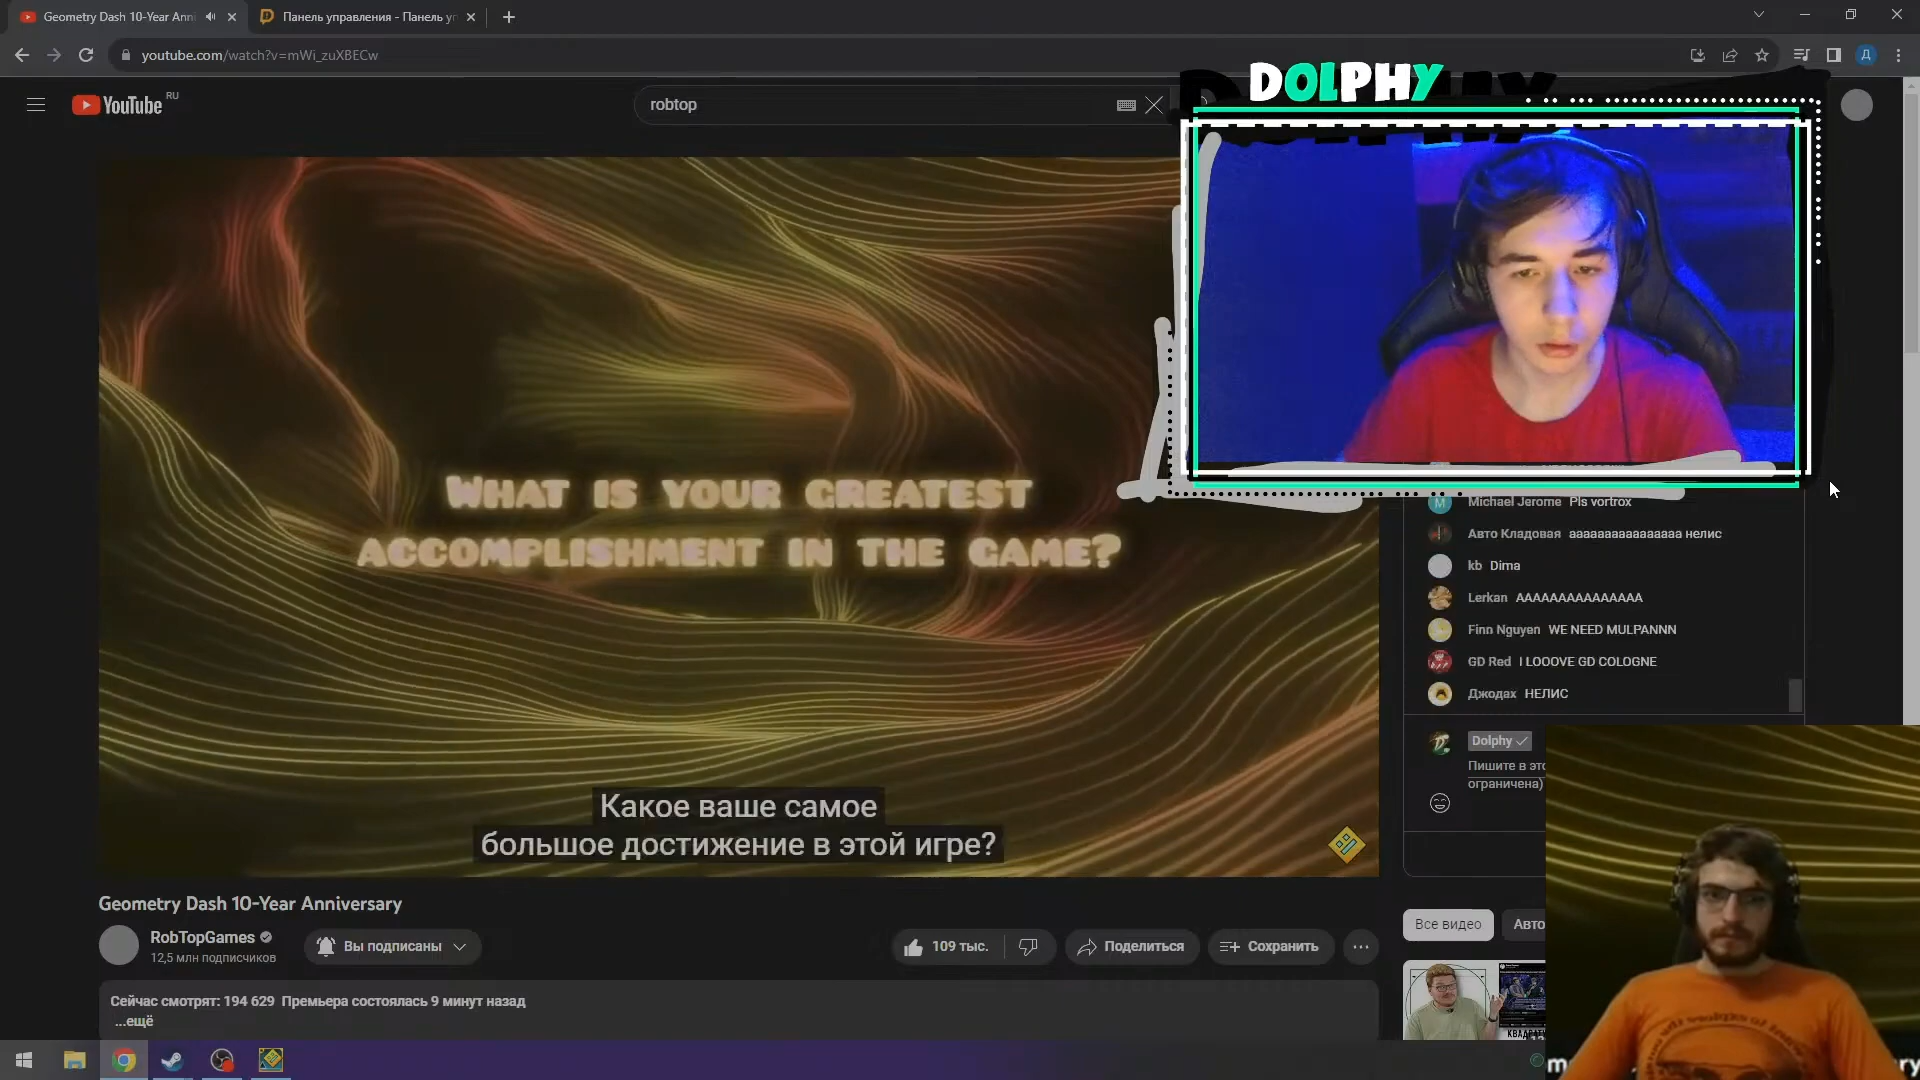 Geometry Dash 10-Year Anni
Панель управления - Панель уп
youtube.com/watch?v=mWi_zuXBECw
Д
YouTube RU
robtop
DOLPHY
WHAT IS YOUR GREATEST
ACCOMPLISHMENT IN THE GAME?
Какое ваше самое
большое достижение в этой игре?
M Michael Jerome Pls vortrox
Авто Кладовая аааааааааааааааа нелис
kb Dima
Lerkan AAAAAAAAAAAAAAA
Finn Nguyen WE NEED MULPANNN
GD Red I LOOOVE GD COLOGNE
Джодах НЕЛИС
Dolphy
Пишите в это
ограничена)
Geometry Dash 10-Year Anniversary
RobTopGames
12,5 млн подписчиков
Вы подписаны
109 тыс.
Поделиться
Сохранить
Все видео
Авто
Сейчас смотрят: 194 629 Премьера состоялась 9 минут назад
...ещё